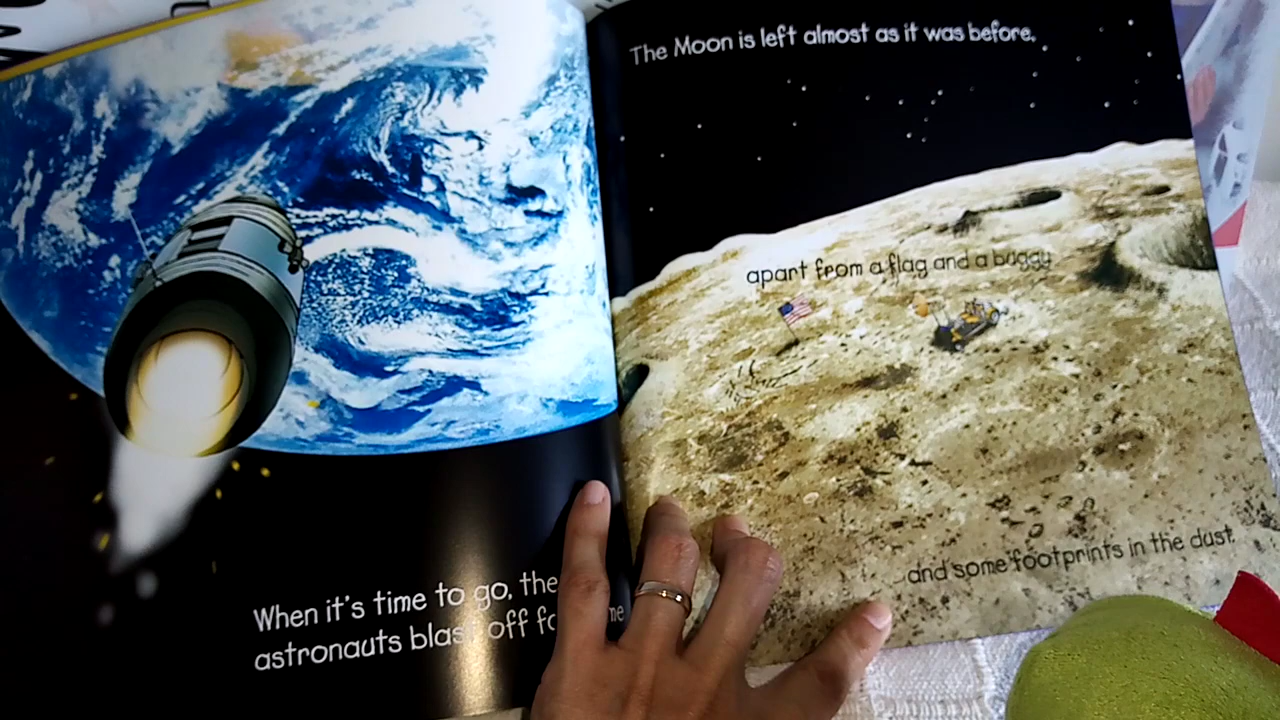 When it's time to go, the
astronauts blast off fo me
The Moon is left almost as it was before,
apart from a flag and a buggy
and some footprints in the dust.